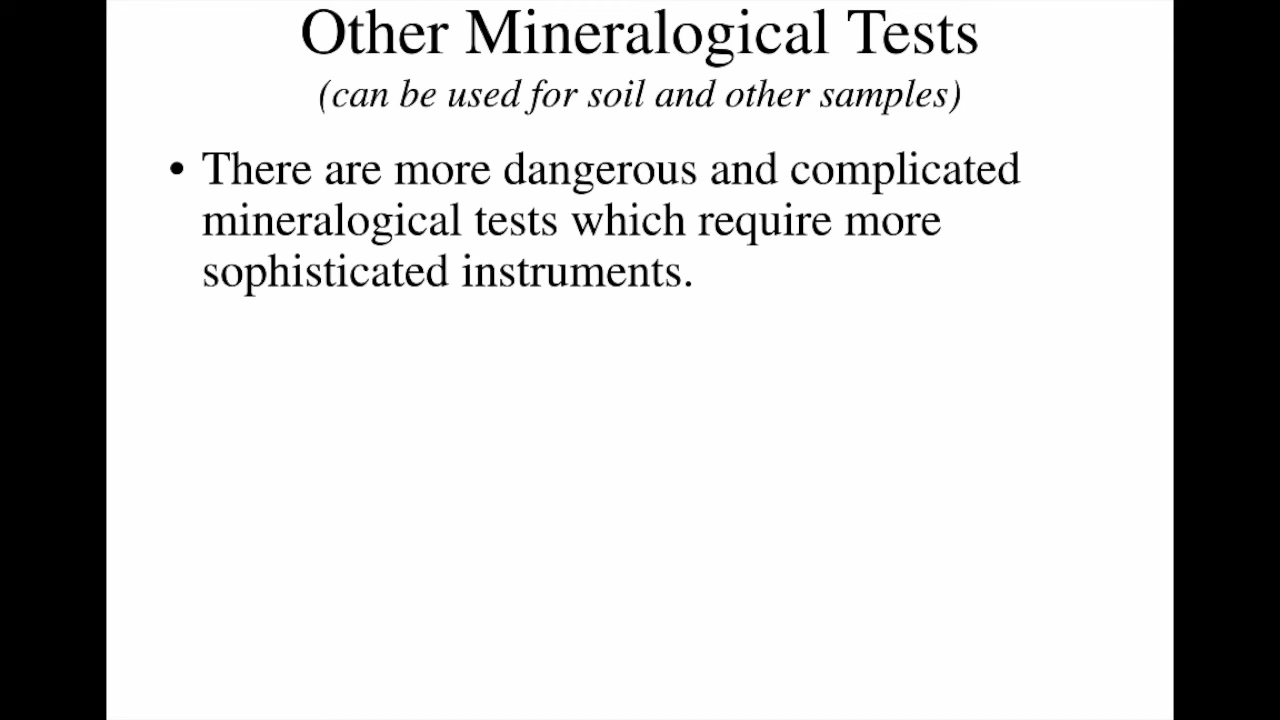 Other Mineralogical Tests
(can be used for soil and other samples)
• There are more dangerous and complicated
mineralogical tests which require more
sophisticated instruments.